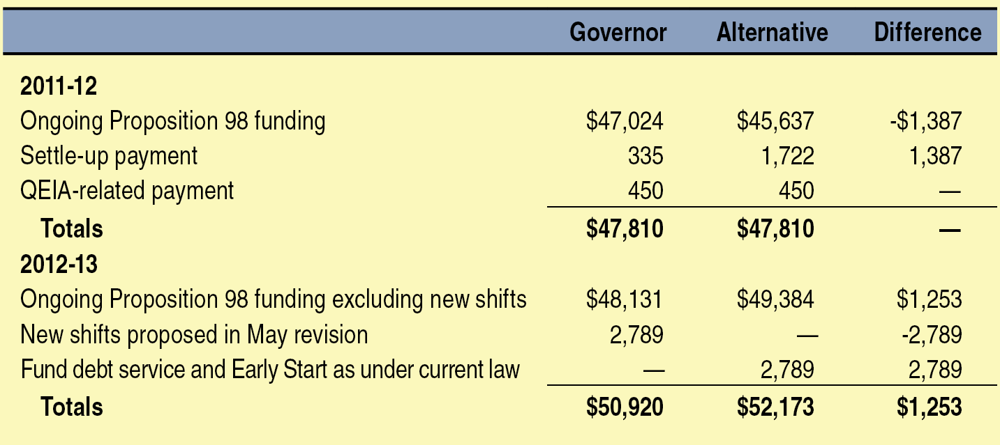 Governor Alternative Difference
2011-12
Ongoing Proposition 98 funding $47,024 $45,637 -$1,387
Settle-up payment 335 1,722 1,387
QEIA-related payment 450 450 —
Totals $47,810 $47,810 —
2012-13
Ongoing Proposition 98 funding excluding new shifts $48,131 $49,384 $1,253
New shifts proposed in May revision 2,789 — -2,789
Fund debt service and Early Start as under current law — 2,789 2,789
Totals $50,920 $52,173 $1,253